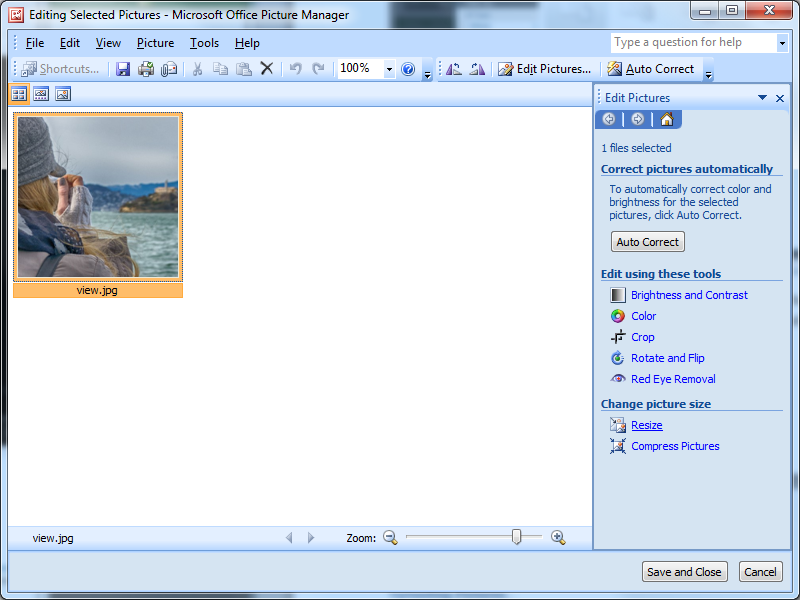 Editing Selected Pictures - Microsoft Office Picture Manager
File Edit View Picture Tools Help
Type a question for help
Shortcuts... 100% Edit Pictures... Auto Correct
Edit Pictures
1 files selected
Correct pictures automatically
To automatically correct color and
brightness for the selected
pictures, click Auto Correct.
Auto Correct
Edit using these tools
Brightness and Contrast
Color
Crop
Rotate and Flip
Red Eye Removal
Change picture size
Resize
Compress Pictures
view.jpg
view.jpg Zoom:
Save and Close Cancel